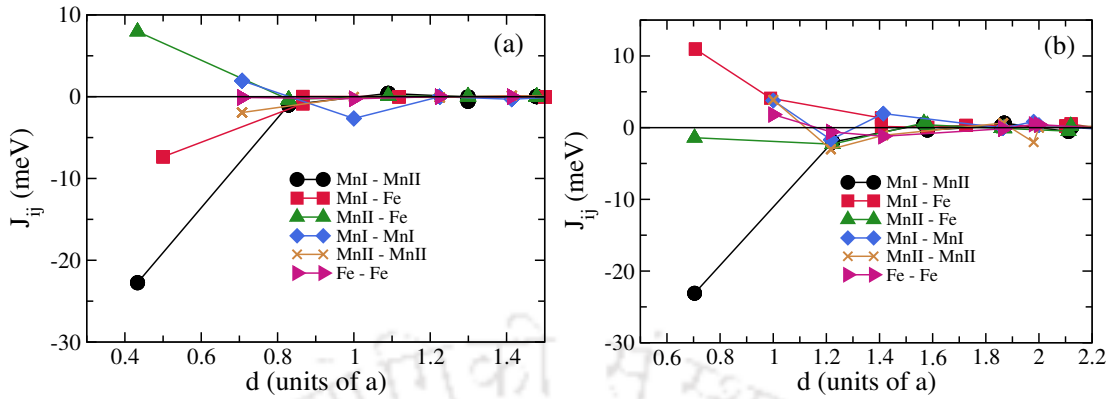 (a)
10
0
-10
-20
-30
J_ij (meV)
MnI - MnII
MnI - Fe
MnII - Fe
MnI - MnI
MnII - MnII
Fe - Fe
0.4 0.6 0.8 1 1.2 1.4
d (units of a)
(b)
10
0
-10
-20
-30
J_ij (meV)
MnI - MnII
MnI - Fe
MnII - Fe
MnI - MnI
MnII - MnII
Fe - Fe
0.6 0.8 1 1.2 1.4 1.6 1.8 2 2.2
d (units of a)